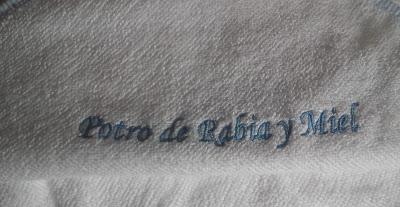 Potro de Rabia y Miel